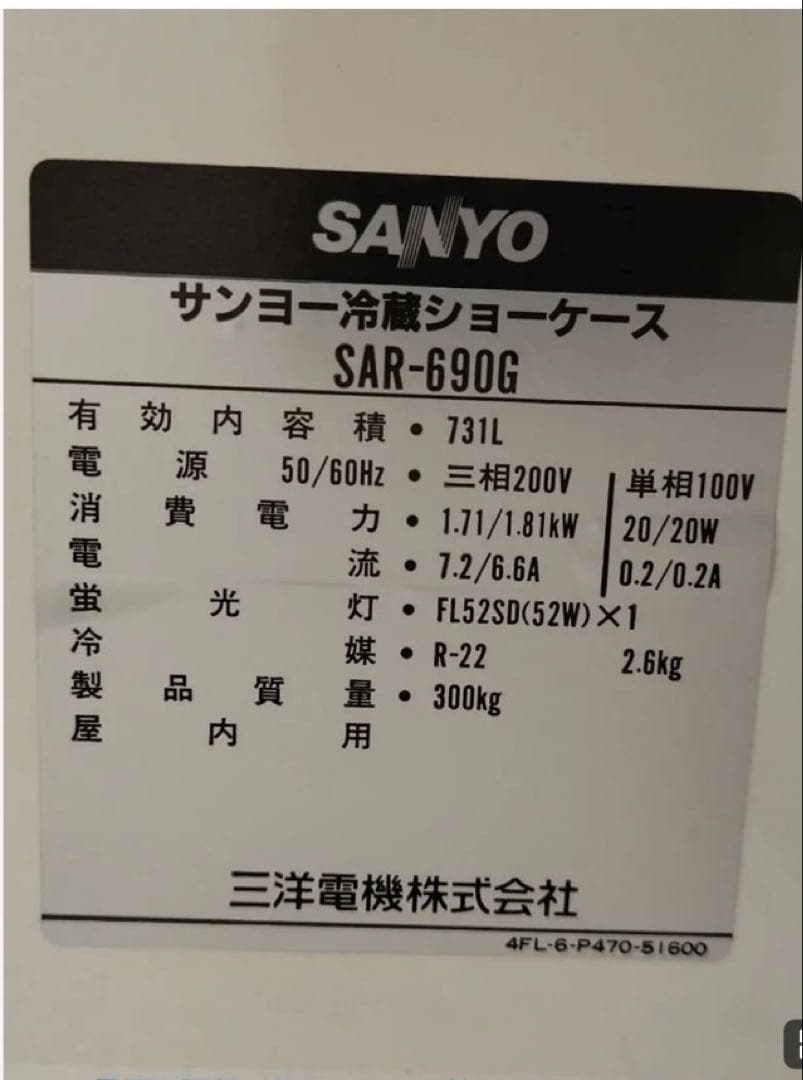 SANYO
サンヨー冷蔵ショーケース
SAR-690G
有効内容積・731L
電源 50/60Hz・三相200V 単相100V
消費電力・1.71/1.81kW 20/20W
電流・7.2/6.6A 0.2/0.2A
蛍光灯・FL52SD(52W)×1
冷媒・R-22 2.6kg
製品質量・300kg
屋内用
三洋電機株式会社
4FL-6-P470-51600